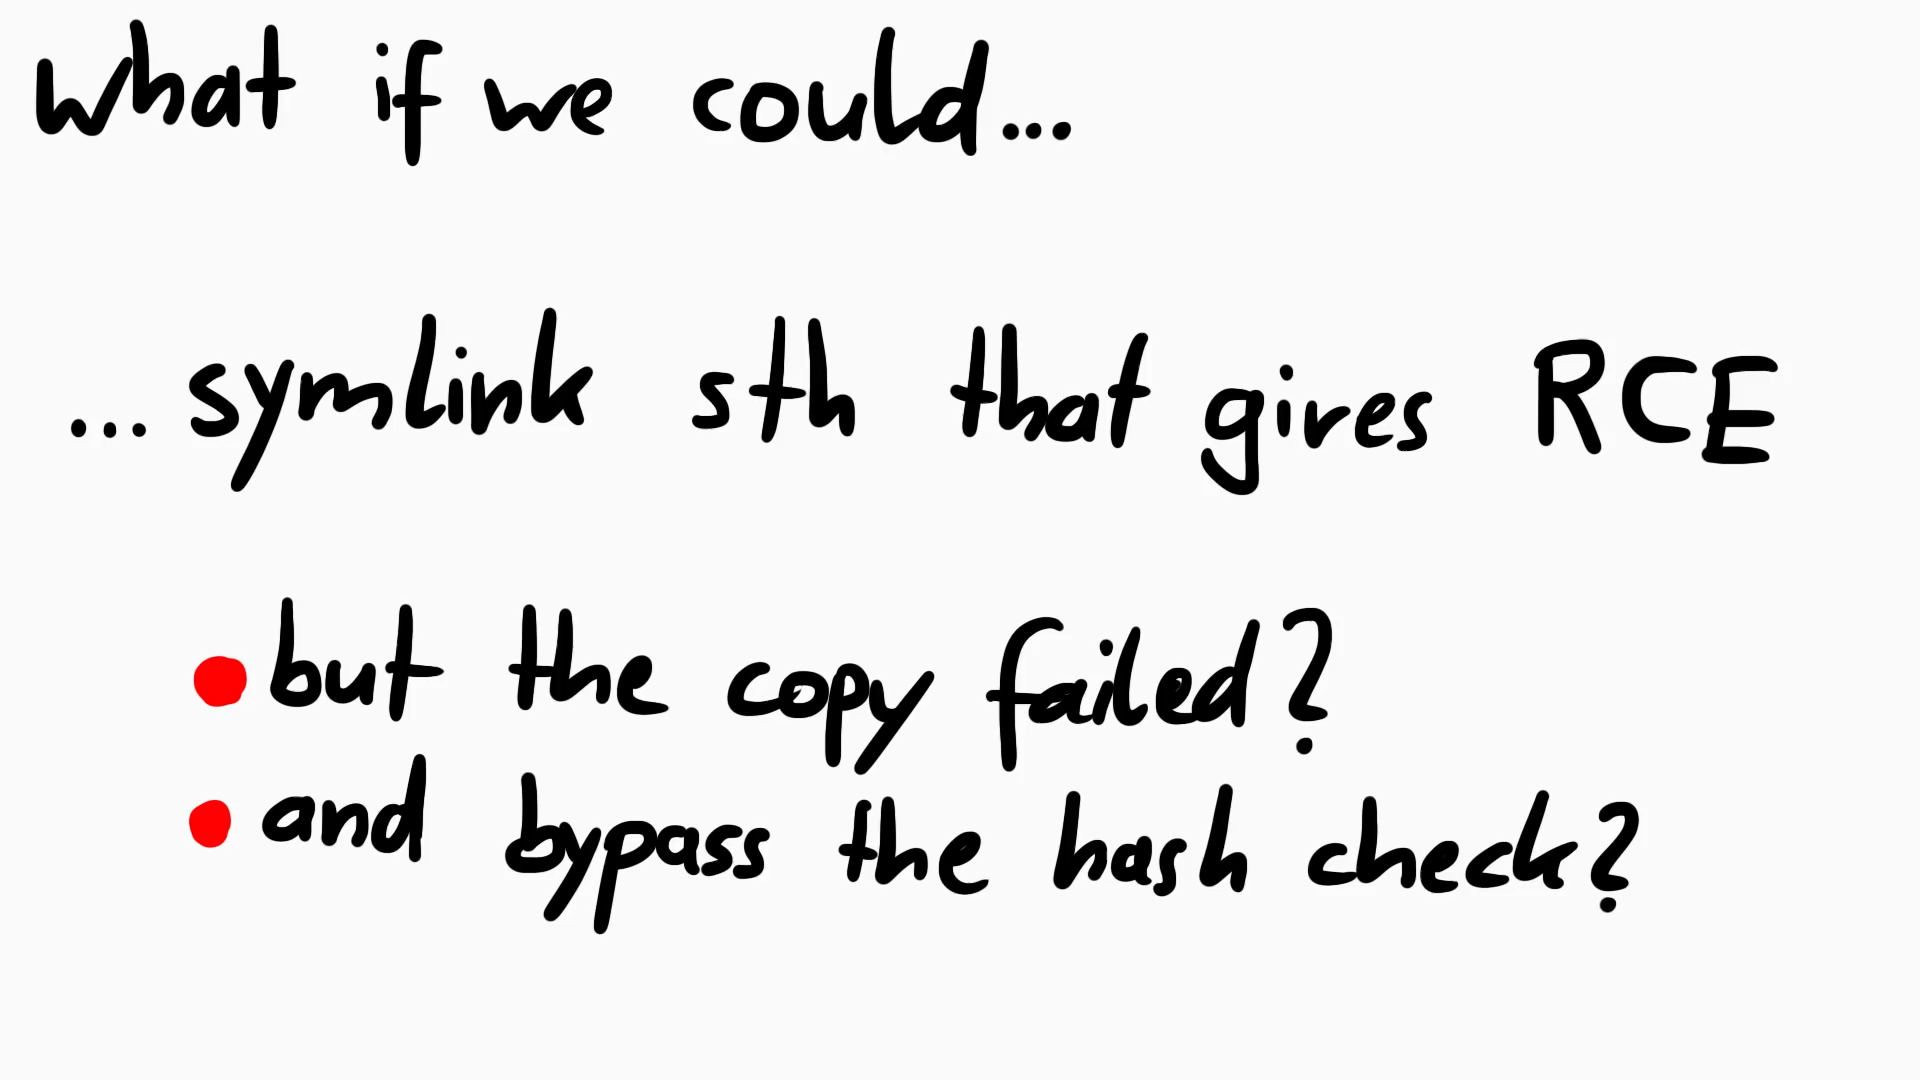 what if we could...
... symlink sth that gives RCE
• but the copy failed?
• and bypass the hash check?